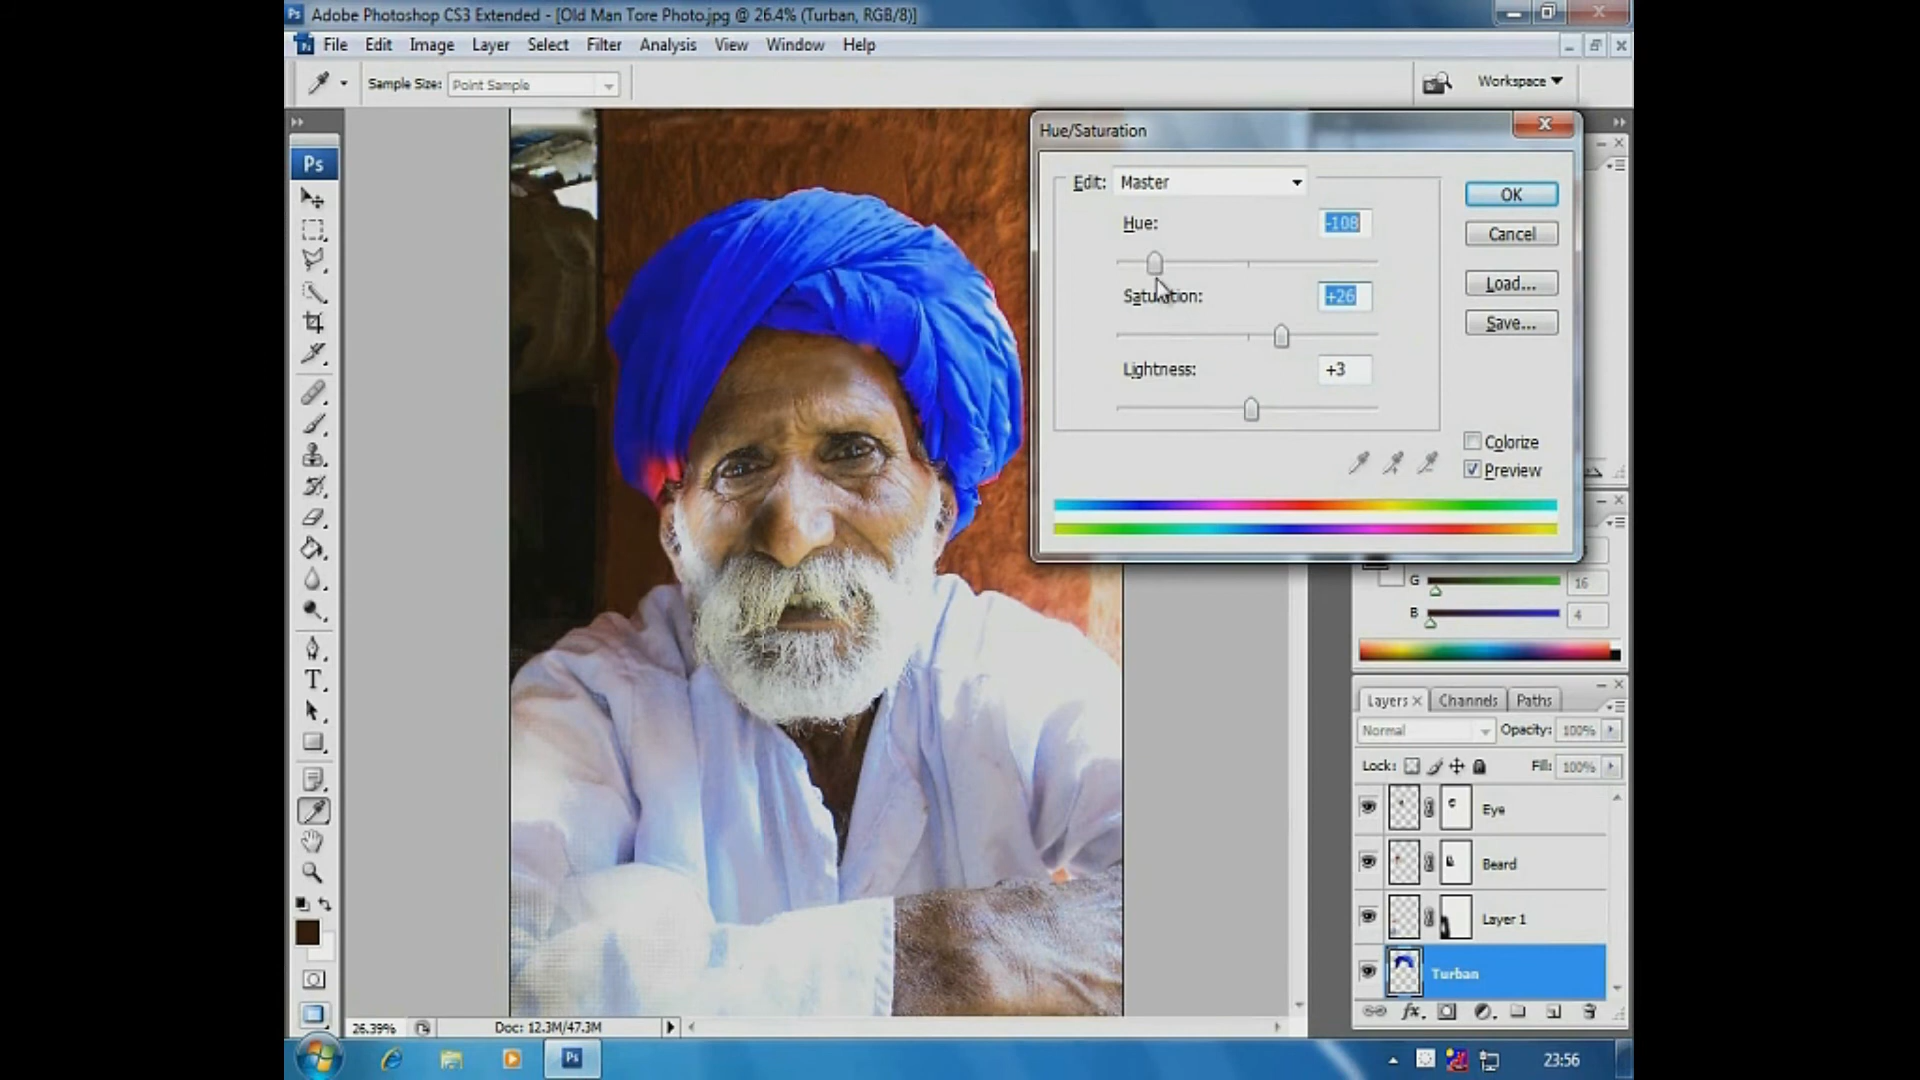 Ps Adobe Photoshop CS3 Extended - [Old Man Tore Photo.jpg @ 26.4% (Turban, RGB/8)]
File Edit Image Layer Select Filter Analysis View Window Help
Sample Size: Point Sample Workspace
Ps
Hue/Saturation
Edit: Master
OK
Hue: -108
Cancel
Load...
Saturation: +26
Save...
Lightness: +3
Colorize
Preview
G 16
B 4
Layers Channels Paths
Normal Opacity: 100%
Lock: Fill: 100%
Eye
Beard
Layer 1
Turban
26.39% Doc: 12.3M/47.3M
Ps
23:56